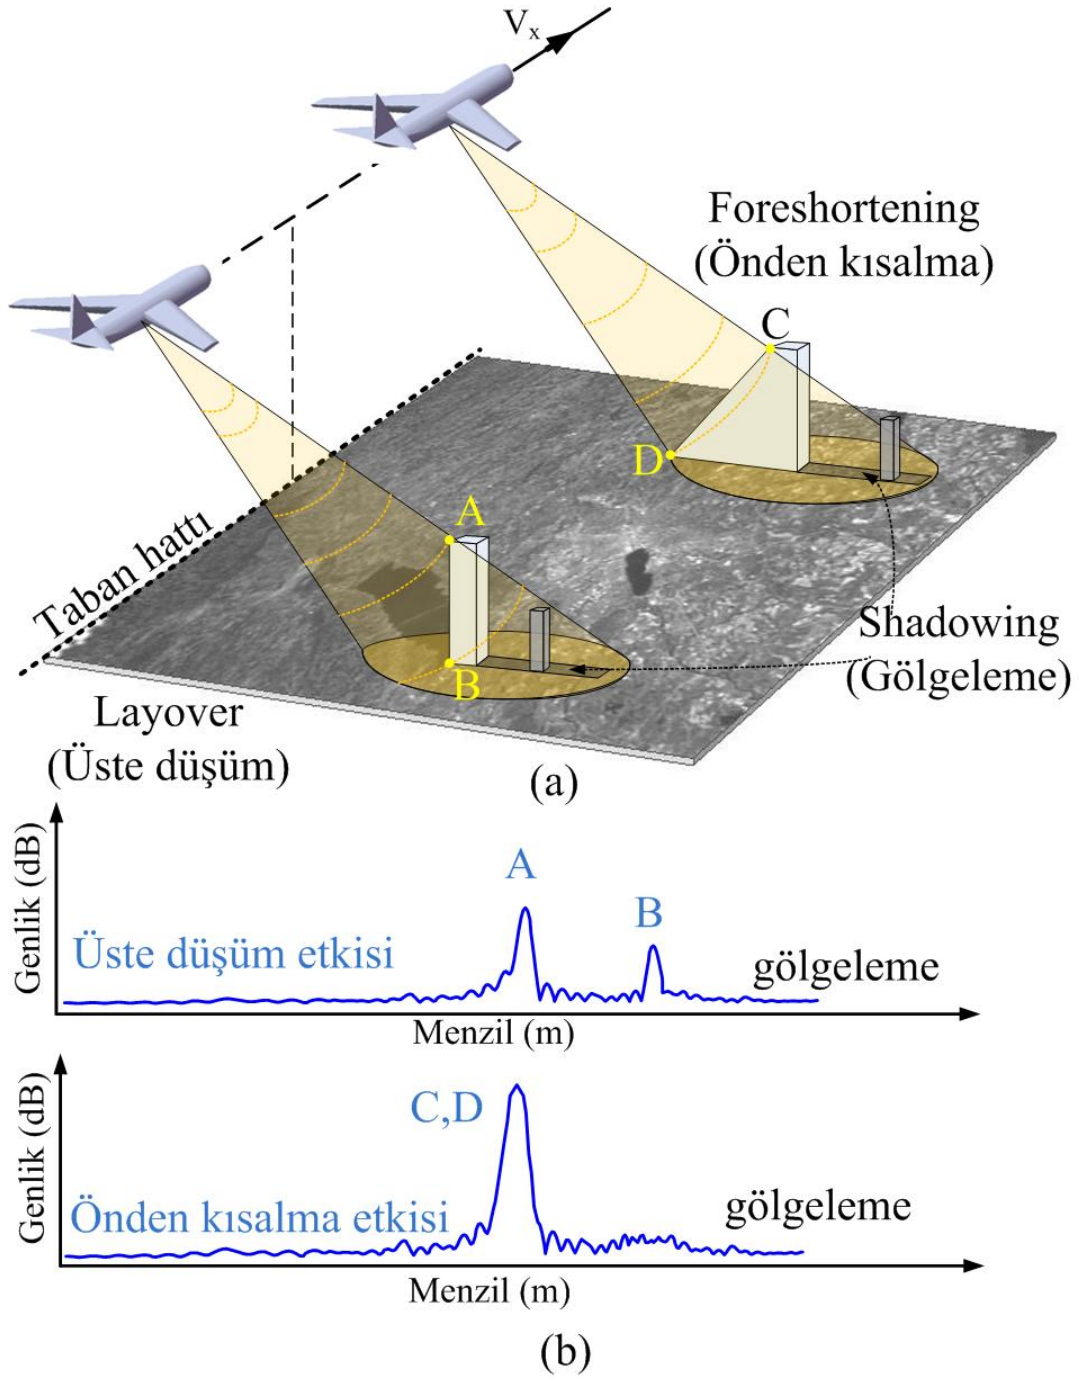 Vx
Foreshortening
(Önden kısalma)
C
D
A
Taban hattı
Shadowing
(Gölgeleme)
B
Layover
(Üste düşüm)
(a)
Genlik (dB)
A
B
Üste düşüm etkisi
gölgeleme
Menzil (m)
Genlik (dB)
C,D
Önden kısalma etkisi
gölgeleme
Menzil (m)
(b)